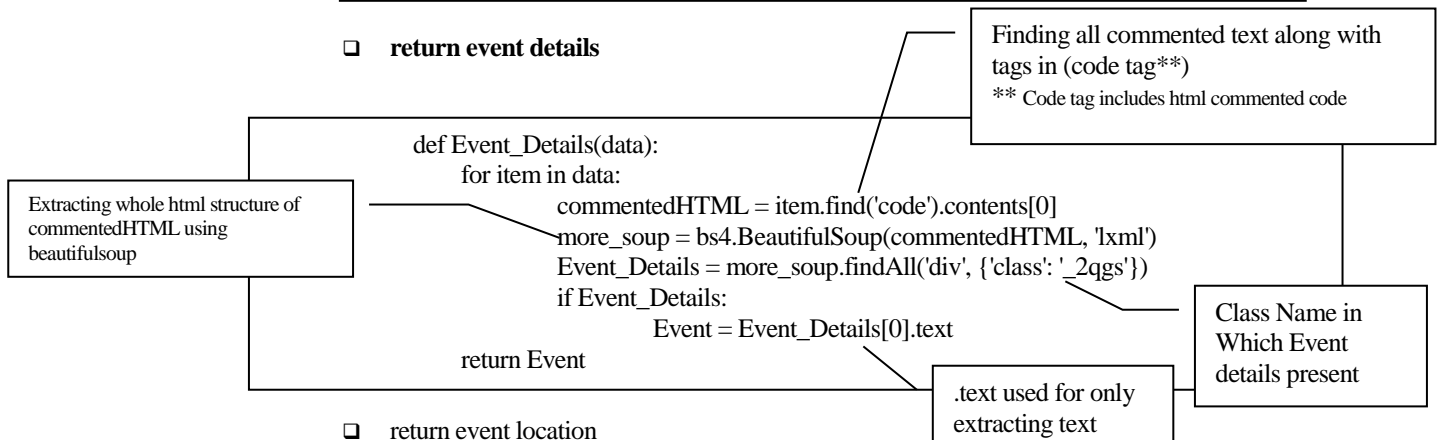 ❑ return event details
Finding all commented text along with
tags in (code tag**)
** Code tag includes html commented code
def Event_Details(data):
for item in data:
commentedHTML = item.find('code').contents[0]
more_soup = bs4.BeautifulSoup(commentedHTML, 'lxml')
Event_Details = more_soup.findAll('div', {'class': '_2qgs'})
if Event_Details:
Event = Event_Details[0].text
return Event
Extracting whole html structure of
commentedHTML using
beautifulsoup
Class Name in
Which Event
details present
.text used for only
extracting text
❑ return event location